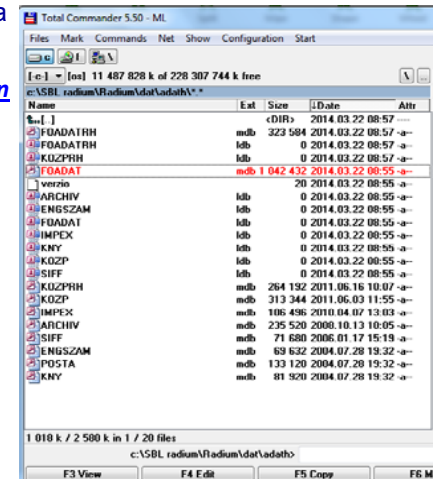 a
Total Commander 5.50 - ML
Files Mark Commands Net Show Configuration Start
c
\
[-c-] [os] 11 487 828 k of 228 307 744 k free \ ..
m
c:\SBL radium\Radium\dat\adath\*.*
Name Ext Size ↓Date Attr
[..] <DIR> 2014.03.22 08:57 ----
FOADATRH mdb 323 584 2014.03.22 08:57 -a--
FOADATRH ldb 0 2014.03.22 08:57 -a--
KOZPRH ldb 0 2014.03.22 08:57 -a--
FOADAT mdb 1 042 432 2014.03.22 08:55 -a--
verzio 20 2014.03.22 08:55 -a--
ARCHIV ldb 0 2014.03.22 08:55 -a--
ENGSZAM ldb 0 2014.03.22 08:55 -a--
FOADAT ldb 0 2014.03.22 08:55 -a--
IMPEX ldb 0 2014.03.22 08:55 -a--
KNY ldb 0 2014.03.22 08:55 -a--
KOZP ldb 0 2014.03.22 08:55 -a--
SIFF ldb 0 2014.03.22 08:55 -a--
KOZPRH mdb 264 192 2011.06.16 10:07 -a--
KOZP mdb 313 344 2011.06.03 11:55 -a--
IMPEX mdb 106 496 2010.04.07 13:03 -a--
ARCHIV mdb 235 520 2008.10.13 10:05 -a--
SIFF mdb 71 680 2006.01.17 15:19 -a--
ENGSZAM mdb 69 632 2004.07.28 19:32 -a--
POSTA mdb 133 120 2004.07.28 19:32 -a--
KNY mdb 81 920 2004.07.28 19:32 -a--
1 018 k / 2 580 k in 1 / 20 files
c:\SBL radium\Radium\dat\adath>
F3 View F4 Edit F5 Copy F6 M